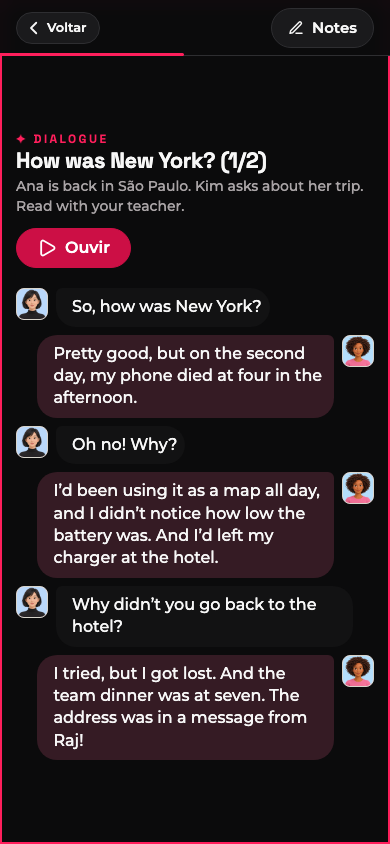 Voltar
Notes
DIALOGUE
How was New York? (1/2)
Ana is back in São Paulo. Kim asks about her trip.
Read with your teacher.
Ouvir
So, how was New York?
Pretty good, but on the second
day, my phone died at four in the
afternoon.
Oh no! Why?
I’d been using it as a map all day,
and I didn’t notice how low the
battery was. And I’d left my
charger at the hotel.
Why didn’t you go back to the
hotel?
I tried, but I got lost. And the
team dinner was at seven. The
address was in a message from
Raj!